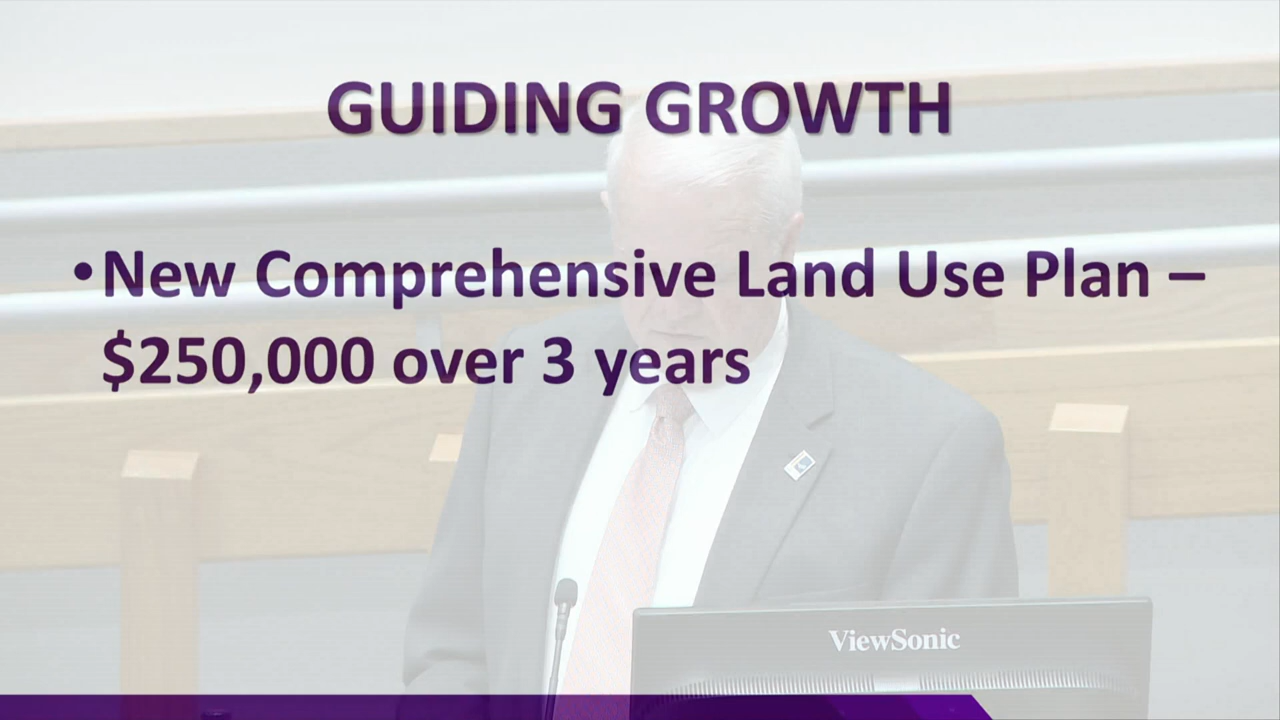 GUIDING GROWTH
•New Comprehensive Land Use Plan –
$250,000 over 3 years
ViewSonic